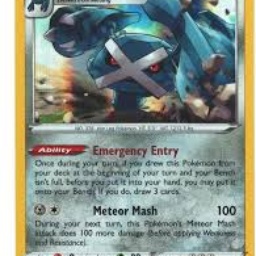 Ability Emergency Entry
Once during your turn, if you drew this Pokémon from
your deck at the beginning of your turn and your Bench
isn't full, before you put it into your hand, you may put it
onto your Bench. If you do, draw 3 cards.
Meteor Mash 100
During your next turn, this Pokémon's Meteor Mash
attack does 100 more damage (before applying Weakness
and Resistance).